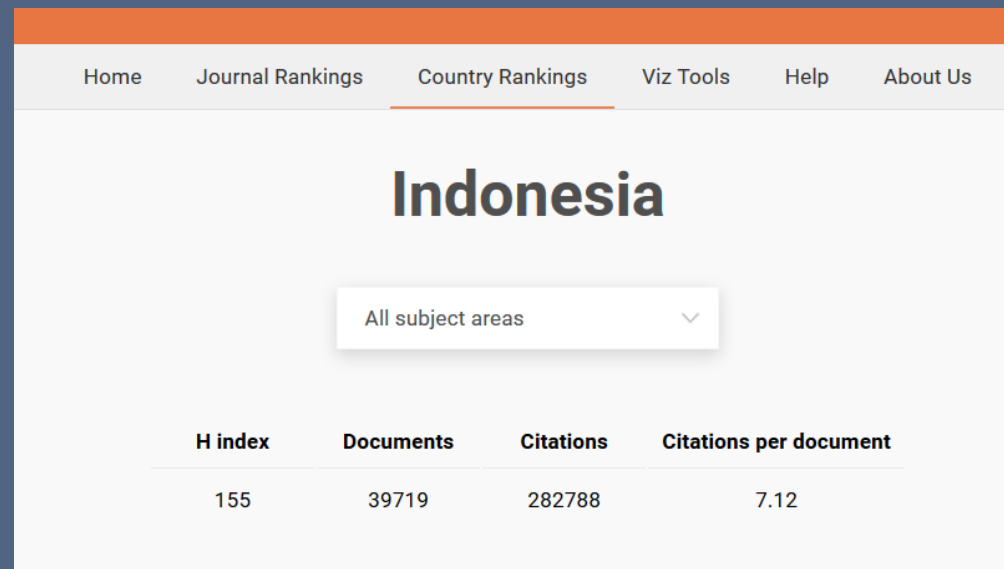 Home Journal Rankings Country Rankings Viz Tools Help About Us
Indonesia
All subject areas
H index Documents Citations Citations per document
155 39719 282788 7.12